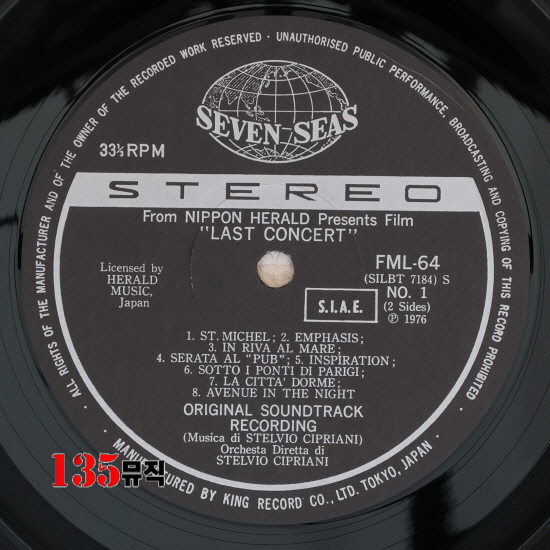 ALL RIGHTS OF THE MANUFACTURER AND OF THE OWNER OF THE RECORDED WORK RESERVED · UNAUTHORISED PUBLIC PERFORMANCE, BROADCASTING AND COPYING OF THIS RECORD PROHIBITED
SEVEN SEAS
33⅓ RPM
STEREO
From NIPPON HERALD Presents Film
"LAST CONCERT"
Licensed by
HERALD
MUSIC,
Japan
FML-64
(SILBT 7184) S
S.I.A.E.
NO. 1
(2 Sides)
Ⓟ 1976
1. ST. MICHEL; 2. EMPHASIS;
3. IN RIVA AL MARE;
4. SERATA AL "PUB"; 5. INSPIRATION;
6. SOTTO I PONTI DI PARIGI;
7. LA CITTA' DORME;
8. AVENUE IN THE NIGHT
ORIGINAL SOUNDTRACK
RECORDING
(Musica di STELVIO CIPRIANI)
Orchestra Diretta di
STELVIO CIPRIANI
135뮤직
MANUFACTURED BY KING RECORD CO., LTD. TOKYO, JAPAN